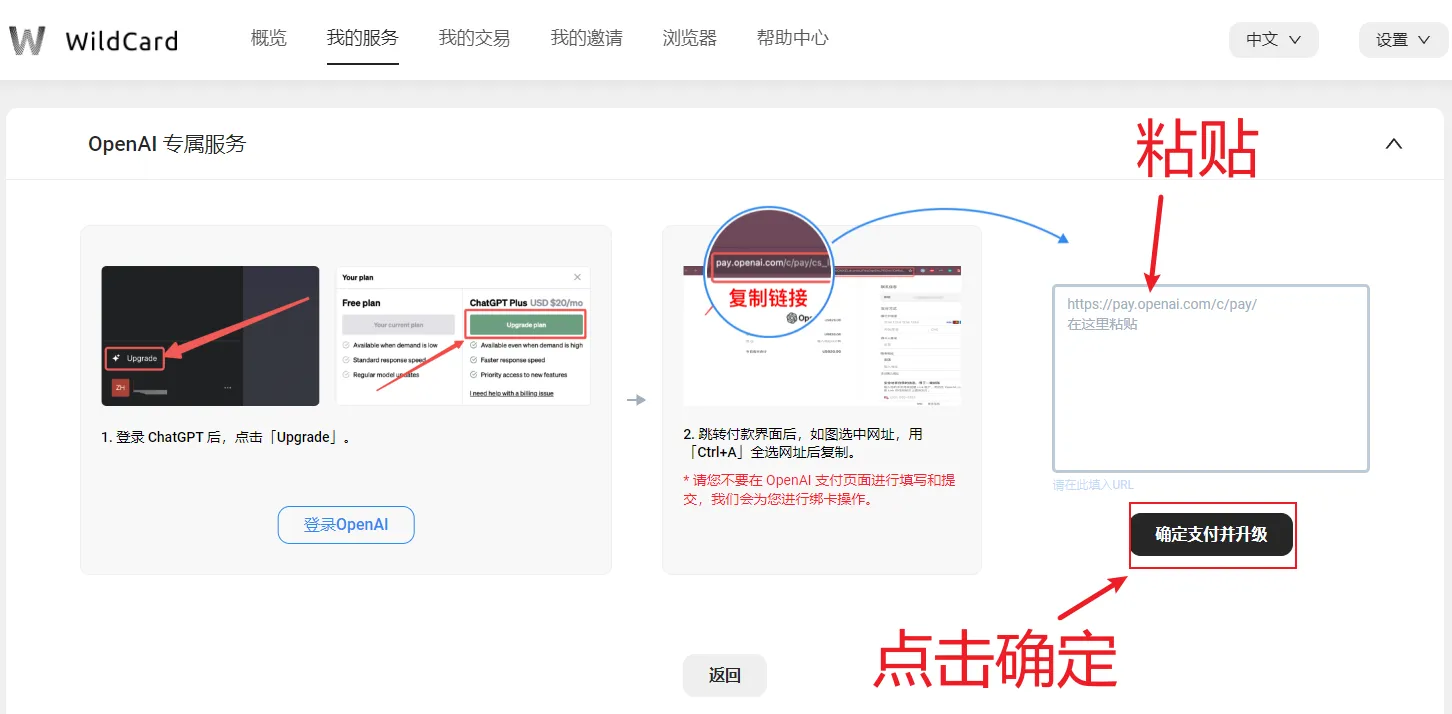 WildCard
概览
我的服务
我的交易
我的邀请
浏览器
帮助中心
中文
设置
OpenAI 专属服务
粘贴
Upgrade
ZH
Your plan
Free plan
Your current plan
Available when demand is low
Standard response speed
Regular model updates
ChatGPT Plus USD $20/mo
Upgrade plan
Available even when demand is high
Faster response speed
Priority access to new features
I need help with a billing issue
1. 登录 ChatGPT 后，点击「Upgrade」。
登录OpenAI
pay.openai.com/c/pay/cs_
复制链接
2. 跳转付款界面后，如图选中网址，用
「Ctrl+A」全选网址后复制。
* 请您不要在 OpenAI 支付页面进行填写和提
交，我们会为您进行绑卡操作。
https://pay.openai.com/c/pay/
在这里粘贴
请在此填入URL
确定支付并升级
点击确定
返回